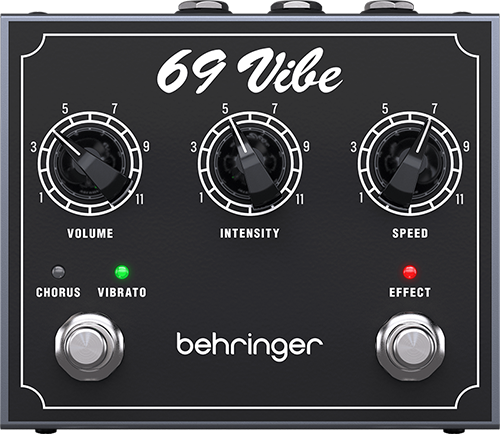 69 Vibe
5 7 5 7 5 7
3 9 3 9 3 9
1 11 1 11 1 11
VOLUME INTENSITY SPEED
CHORUS VIBRATO EFFECT
behringer